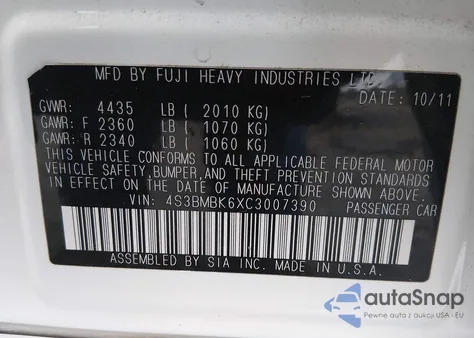 MFD BY FUJI HEAVY INDUSTRIES LTD.
DATE: 10/11
GVWR: 4435 LB ( 2010 KG)
GAWR: F 2360 LB ( 1070 KG)
GAWR: R 2340 LB ( 1060 KG)
THIS VEHICLE CONFORMS TO ALL APPLICABLE FEDERAL MOTOR
VEHICLE SAFETY, BUMPER, AND THEFT PREVENTION STANDARDS
IN EFFECT ON THE DATE OF MANUFACTURE SHOWN ABOVE.
VIN: 4S3BMBK6XC3007390 PASSENGER CAR
ASSEMBLED BY SIA INC. MADE IN U.S.A.
autoSnap
Pewne auta z aukcji USA i EU